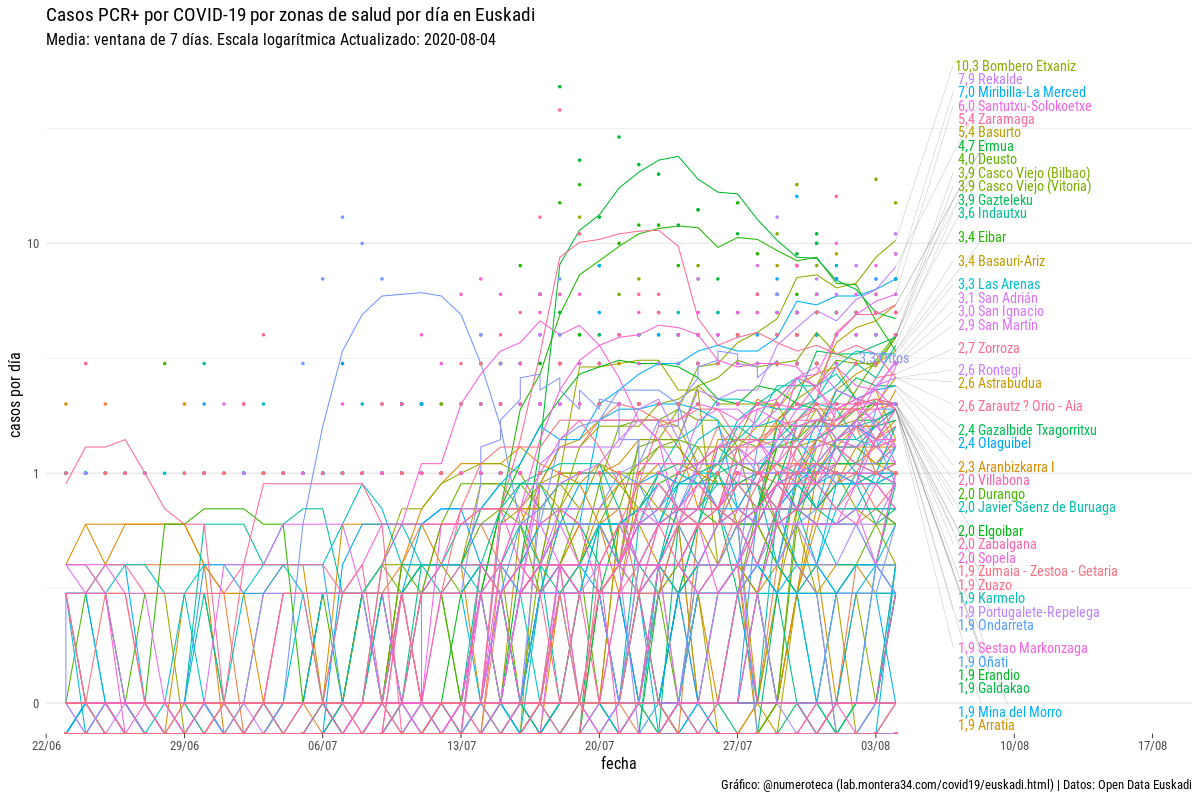 Casos PCR+ por COVID-19 por zonas de salud por día en Euskadi
Media: ventana de 7 días. Escala logarítmica Actualizado: 2020-08-04
10,3 Bombero Etxaniz
7,9 Rekalde
7,0 Miribilla-La Merced
6,0 Santutxu-Solokoetxe
5,4 Zaramaga
5,4 Basurto
4,7 Ermua
4,0 Deusto
3,9 Casco Viejo (Bilbao)
3,9 Casco Viejo (Vitoria)
3,9 Gazteleku
3,6 Indautxu
3,4 Eibar
3,4 Basauri-Ariz
3,3 Las Arenas
3,1 San Adrián
3,0 San Ignacio
2,9 San Martín
2,7 Zorroza
2,6 Rontegi
2,6 Astrabudua
2,6 Zarautz ? Orio - Aia
2,4 Gazalbide Txagorritxu
2,4 Olaguibel
2,3 Aranbizkarra I
2,0 Villabona
2,0 Durango
2,0 Javier Sáenz de Buruaga
2,0 Elgoibar
2,0 Zabalgana
2,0 Sopela
1,9 Zumaia - Zestoa - Getaria
1,9 Zuazo
1,9 Karmelo
1,9 Portugalete-Repelega
1,9 Ondarreta
1,9 Sestao Markonzaga
1,9 Oñati
1,9 Erandio
1,9 Galdakao
1,9 Mina del Morro
1,9 Arratia
casos por día
10
1
0
22/06 29/06 06/07 13/07 20/07 27/07 03/08 10/08 17/08
fecha
Gráfico: @numeroteca (lab.montera34.com/covid19/euskadi.html) | Datos: Open Data Euskadi